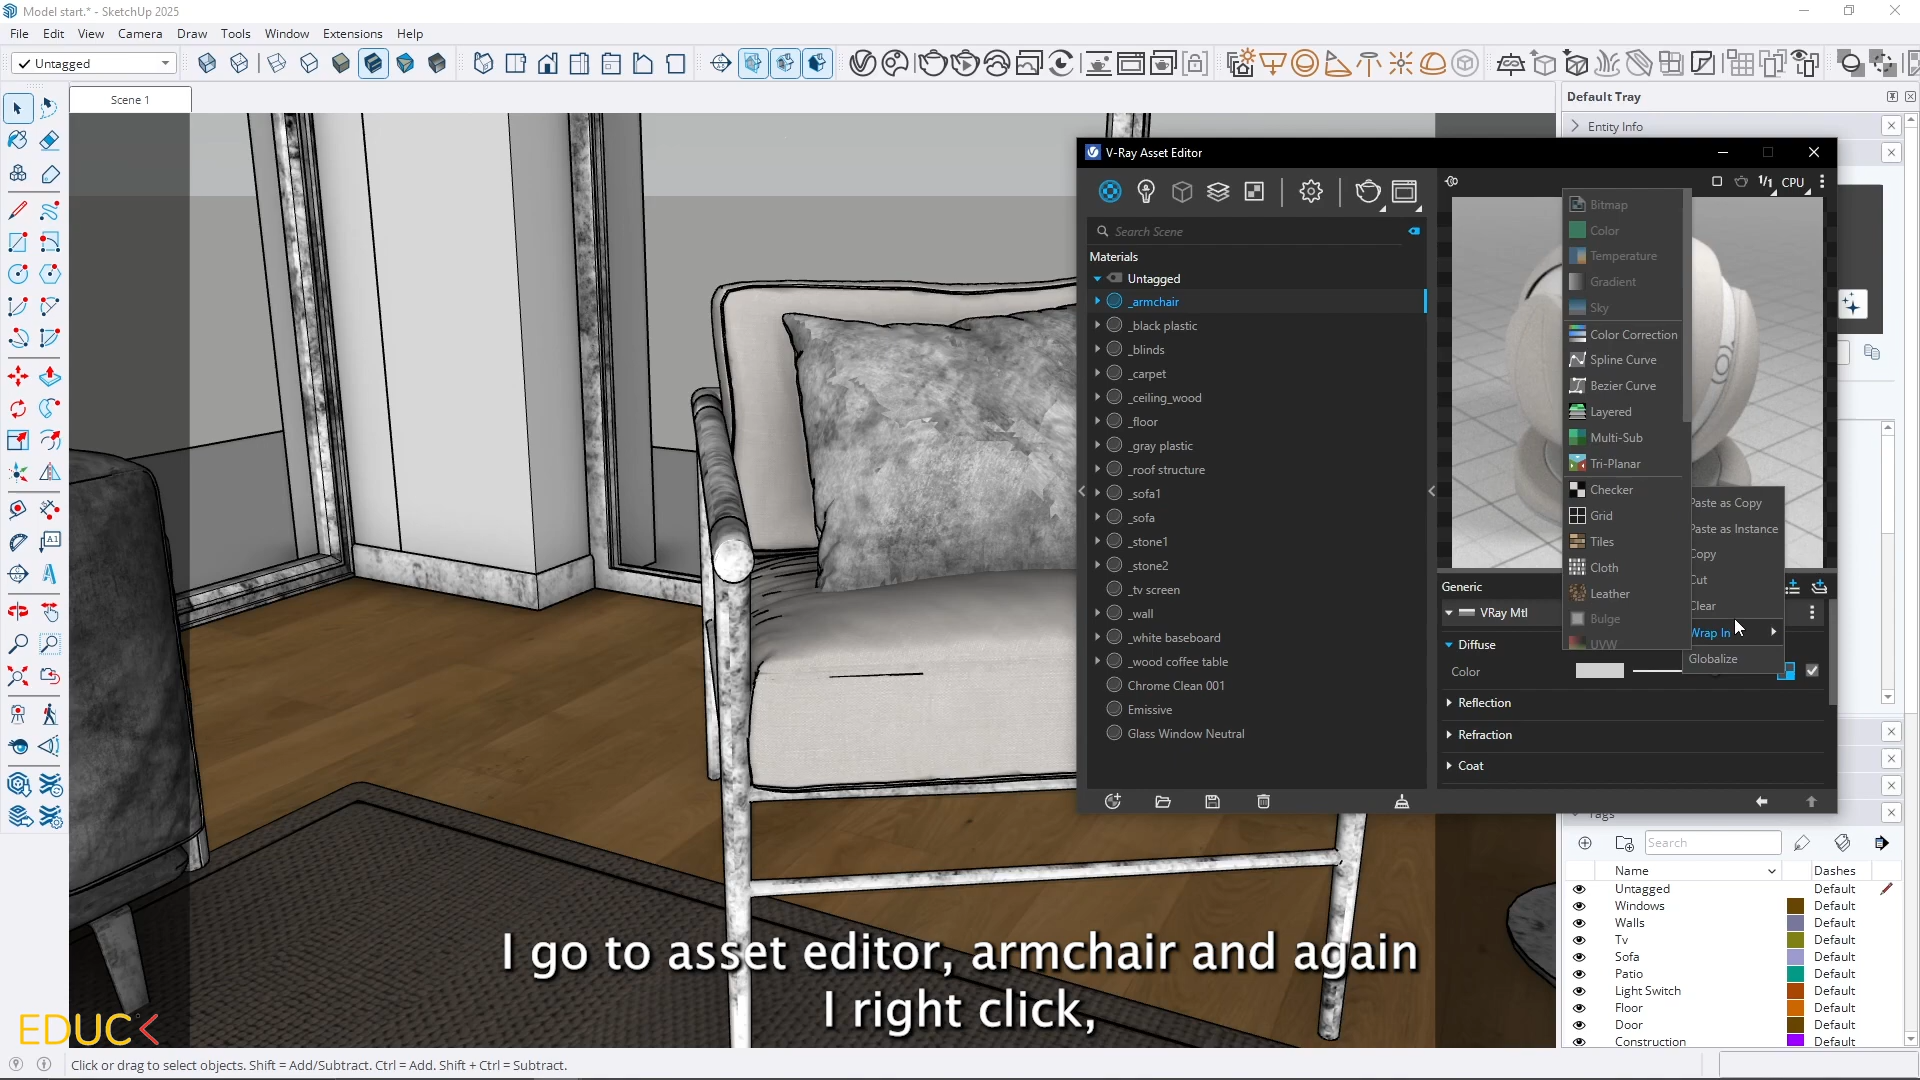 Model start.* - SketchUp 2025
File Edit View Camera Draw Tools Window Extensions Help
Untagged
Scene 1
Default Tray
Entity Info
V-Ray Asset Editor
1/1 CPU
Search Scene
Materials
Untagged
_armchair
_black plastic
_blinds
_carpet
_ceiling_wood
_floor
_gray plastic
_roof structure
_sofa1
_sofa
_stone1
_stone2
_tv screen
_wall
_white baseboard
_wood coffee table
Chrome Clean 001
Emissive
Glass Window Neutral
Bitmap
Color
Temperature
Gradient
Sky
Color Correction
Spline Curve
Bezier Curve
Layered
Multi-Sub
Tri-Planar
Checker
Grid
Tiles
Cloth
Leather
Bulge
UVW
Paste as Copy
Paste as Instance
Copy
Cut
Clear
Wrap In
Globalize
Generic
VRay Mtl
Diffuse
Color
Reflection
Refraction
Coat
Tags
Search
Name Dashes
Untagged Default
Windows Default
Walls Default
Tv Default
Sofa Default
Patio Default
Light Switch Default
Floor Default
Door Default
Construction Default
I go to asset editor, armchair and again
I right click,
EDUC
Click or drag to select objects. Shift = Add/Subtract. Ctrl = Add. Shift + Ctrl = Subtract.